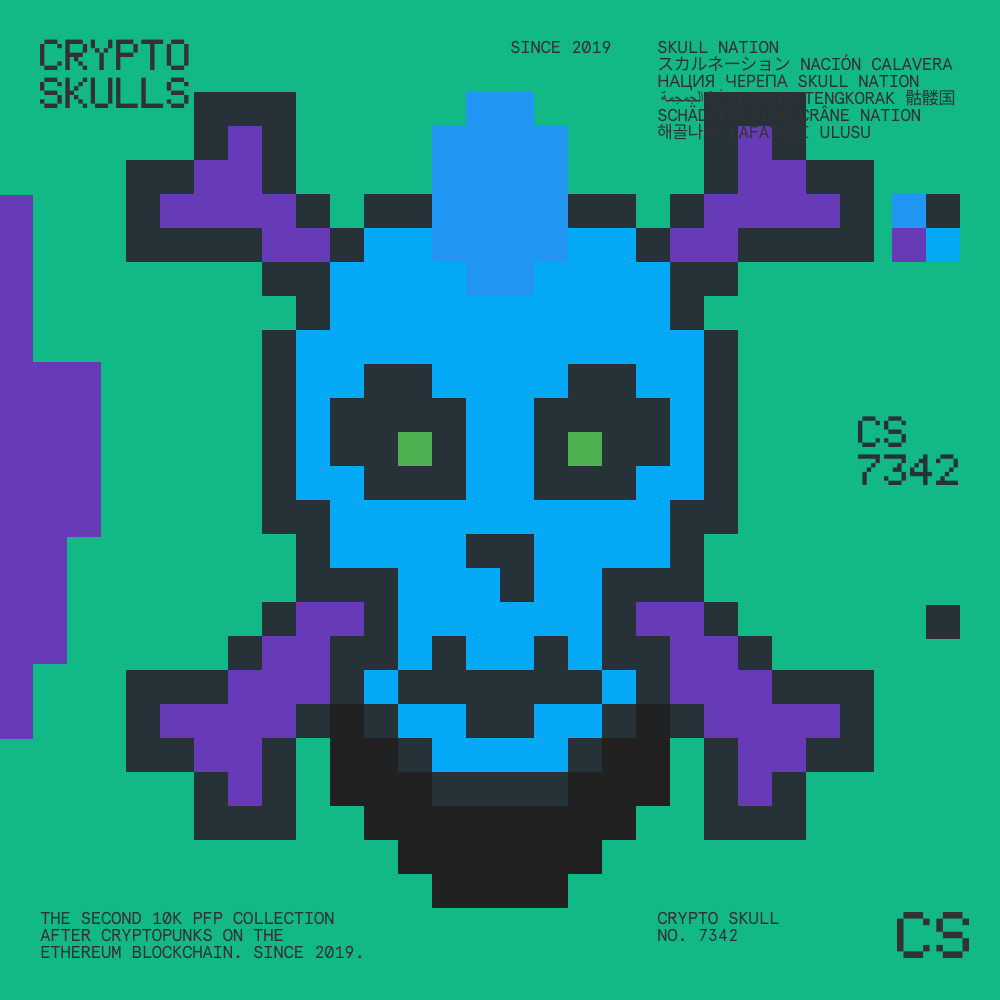 CRYPTO
SKULLS
SINCE 2019
SKULL NATION
スカルネーション NACIÓN CALAVERA
НАЦИЯ ЧЕРЕПА SKULL NATION
TENGKORAK 骷髅国
CRÂNE NATION
ULUSU
CS
7342
THE SECOND 10K PFP COLLECTION
AFTER CRYPTOPUNKS ON THE
ETHEREUM BLOCKCHAIN. SINCE 2019.
CRYPTO SKULL
NO. 7342
CS